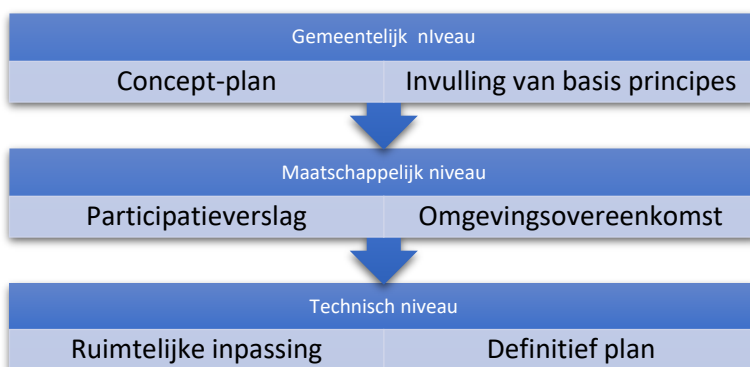 Gemeentelijk nIveau
Concept-plan Invulling van basis principes
Maatschappelijk niveau
Participatieverslag Omgevingsovereenkomst
Technisch niveau
Ruimtelijke inpassing Definitief plan